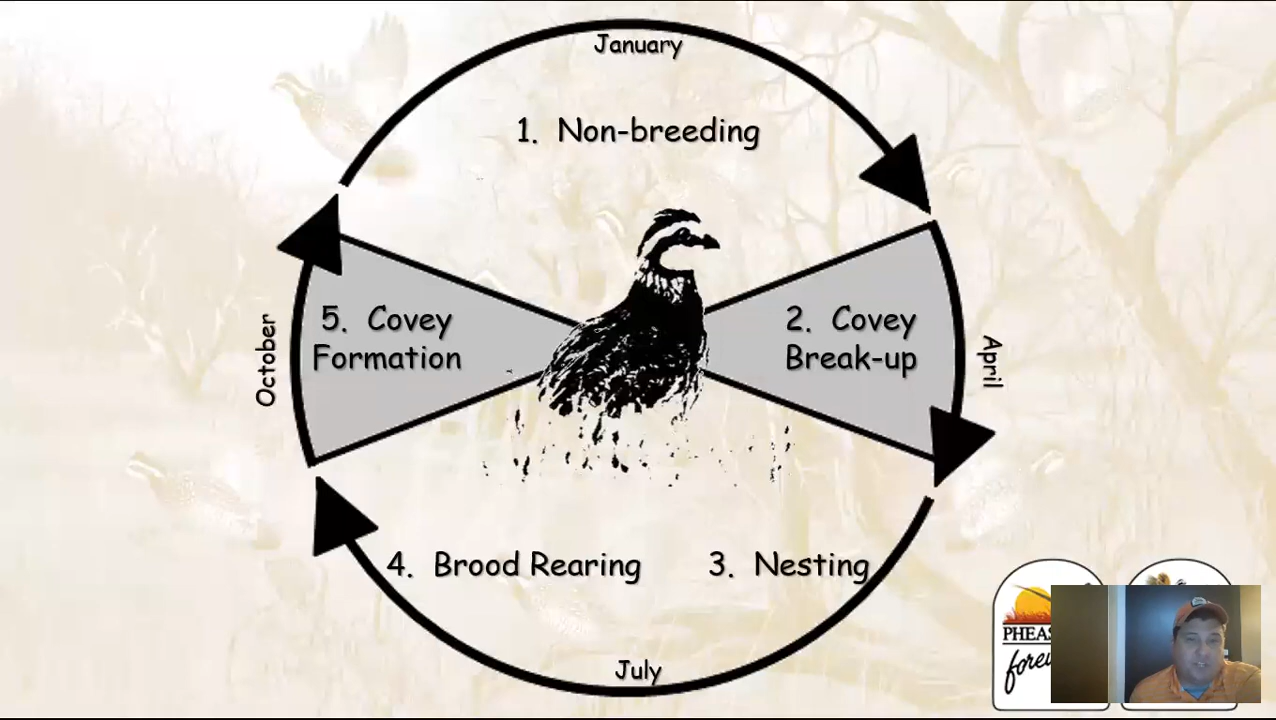 January
1. Non-breeding
5. Covey
Formation
2. Covey
Break-up
October
April
4. Brood Rearing
3. Nesting
July